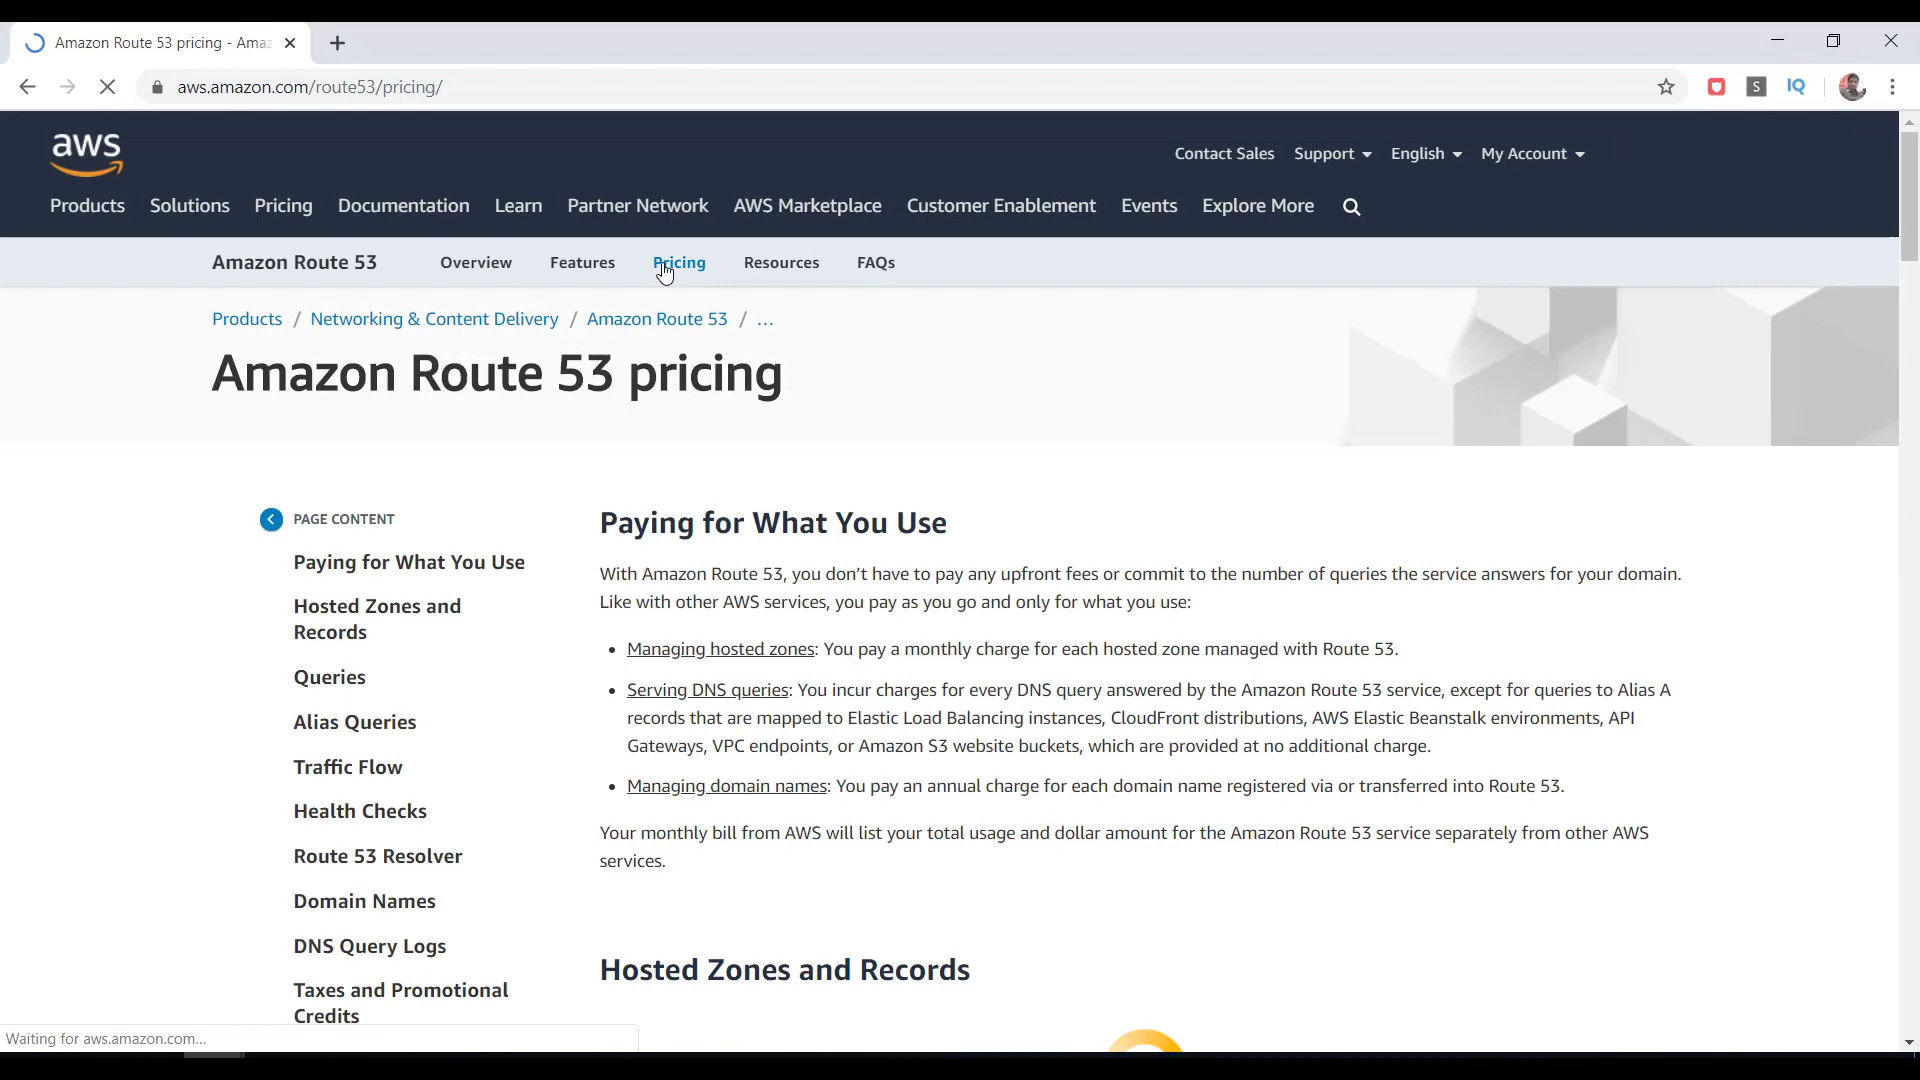 Amazon Route 53 pricing - Amaz
aws.amazon.com/route53/pricing/
S
IQ
aws
Contact Sales Support English My Account
Products Solutions Pricing Documentation Learn Partner Network AWS Marketplace Customer Enablement Events Explore More
Amazon Route 53 Overview Features Pricing Resources FAQs
Products / Networking & Content Delivery / Amazon Route 53 / ...
Amazon Route 53 pricing
PAGE CONTENT
Paying for What You Use
Hosted Zones and
Records
Queries
Alias Queries
Traffic Flow
Health Checks
Route 53 Resolver
Domain Names
DNS Query Logs
Taxes and Promotional
Credits
Paying for What You Use
With Amazon Route 53, you don’t have to pay any upfront fees or commit to the number of queries the service answers for your domain.
Like with other AWS services, you pay as you go and only for what you use:
• Managing hosted zones: You pay a monthly charge for each hosted zone managed with Route 53.
• Serving DNS queries: You incur charges for every DNS query answered by the Amazon Route 53 service, except for queries to Alias A
records that are mapped to Elastic Load Balancing instances, CloudFront distributions, AWS Elastic Beanstalk environments, API
Gateways, VPC endpoints, or Amazon S3 website buckets, which are provided at no additional charge.
• Managing domain names: You pay an annual charge for each domain name registered via or transferred into Route 53.
Your monthly bill from AWS will list your total usage and dollar amount for the Amazon Route 53 service separately from other AWS
services.
Hosted Zones and Records
Waiting for aws.amazon.com...